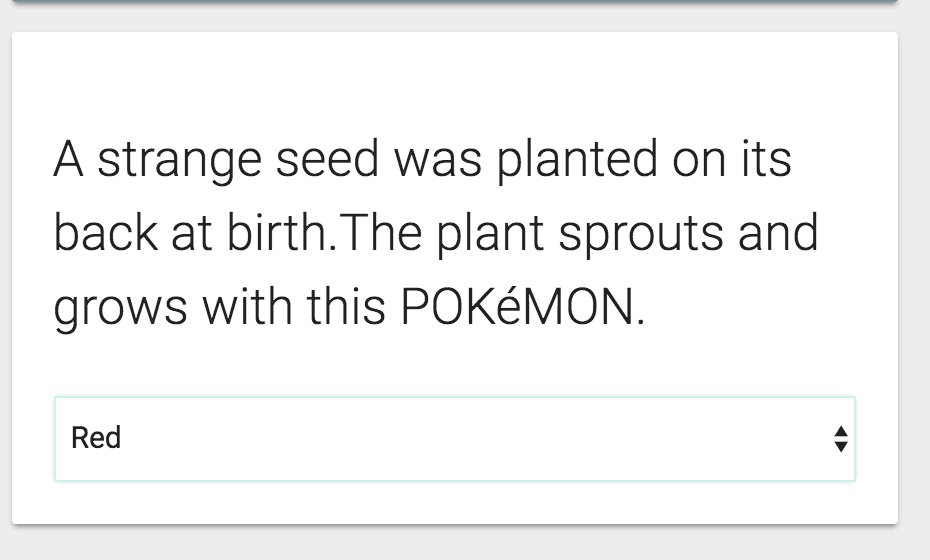 A strange seed was planted on its
back at birth.The plant sprouts and
grows with this POKéMON.
Red